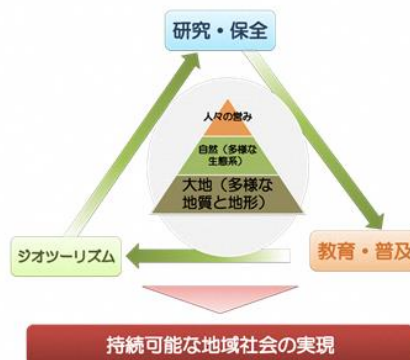 研究・保全
人々の営み
自然（多様な
生態系）
大地（多様な
地質と地形）
ジオツーリズム
教育・普及
持続可能な地域社会の実現